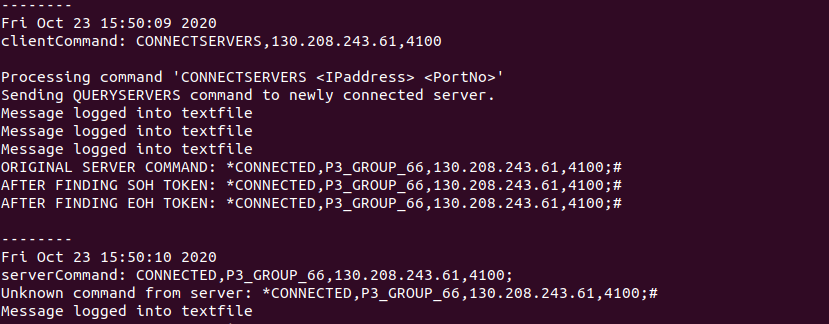 --------
Fri Oct 23 15:50:09 2020
clientCommand: CONNECTSERVERS,130.208.243.61,4100
Processing command 'CONNECTSERVERS <IPaddress> <PortNo>'
Sending QUERYSERVERS command to newly connected server.
Message logged into textfile
Message logged into textfile
Message logged into textfile
ORIGINAL SERVER COMMAND: *CONNECTED,P3_GROUP_66,130.208.243.61,4100;#
AFTER FINDING SOH TOKEN: *CONNECTED,P3_GROUP_66,130.208.243.61,4100;#
AFTER FINDING EOH TOKEN: *CONNECTED,P3_GROUP_66,130.208.243.61,4100;#
--------
Fri Oct 23 15:50:10 2020
serverCommand: CONNECTED,P3_GROUP_66,130.208.243.61,4100;
Unknown command from server: *CONNECTED,P3_GROUP_66,130.208.243.61,4100;#
Message logged into textfile